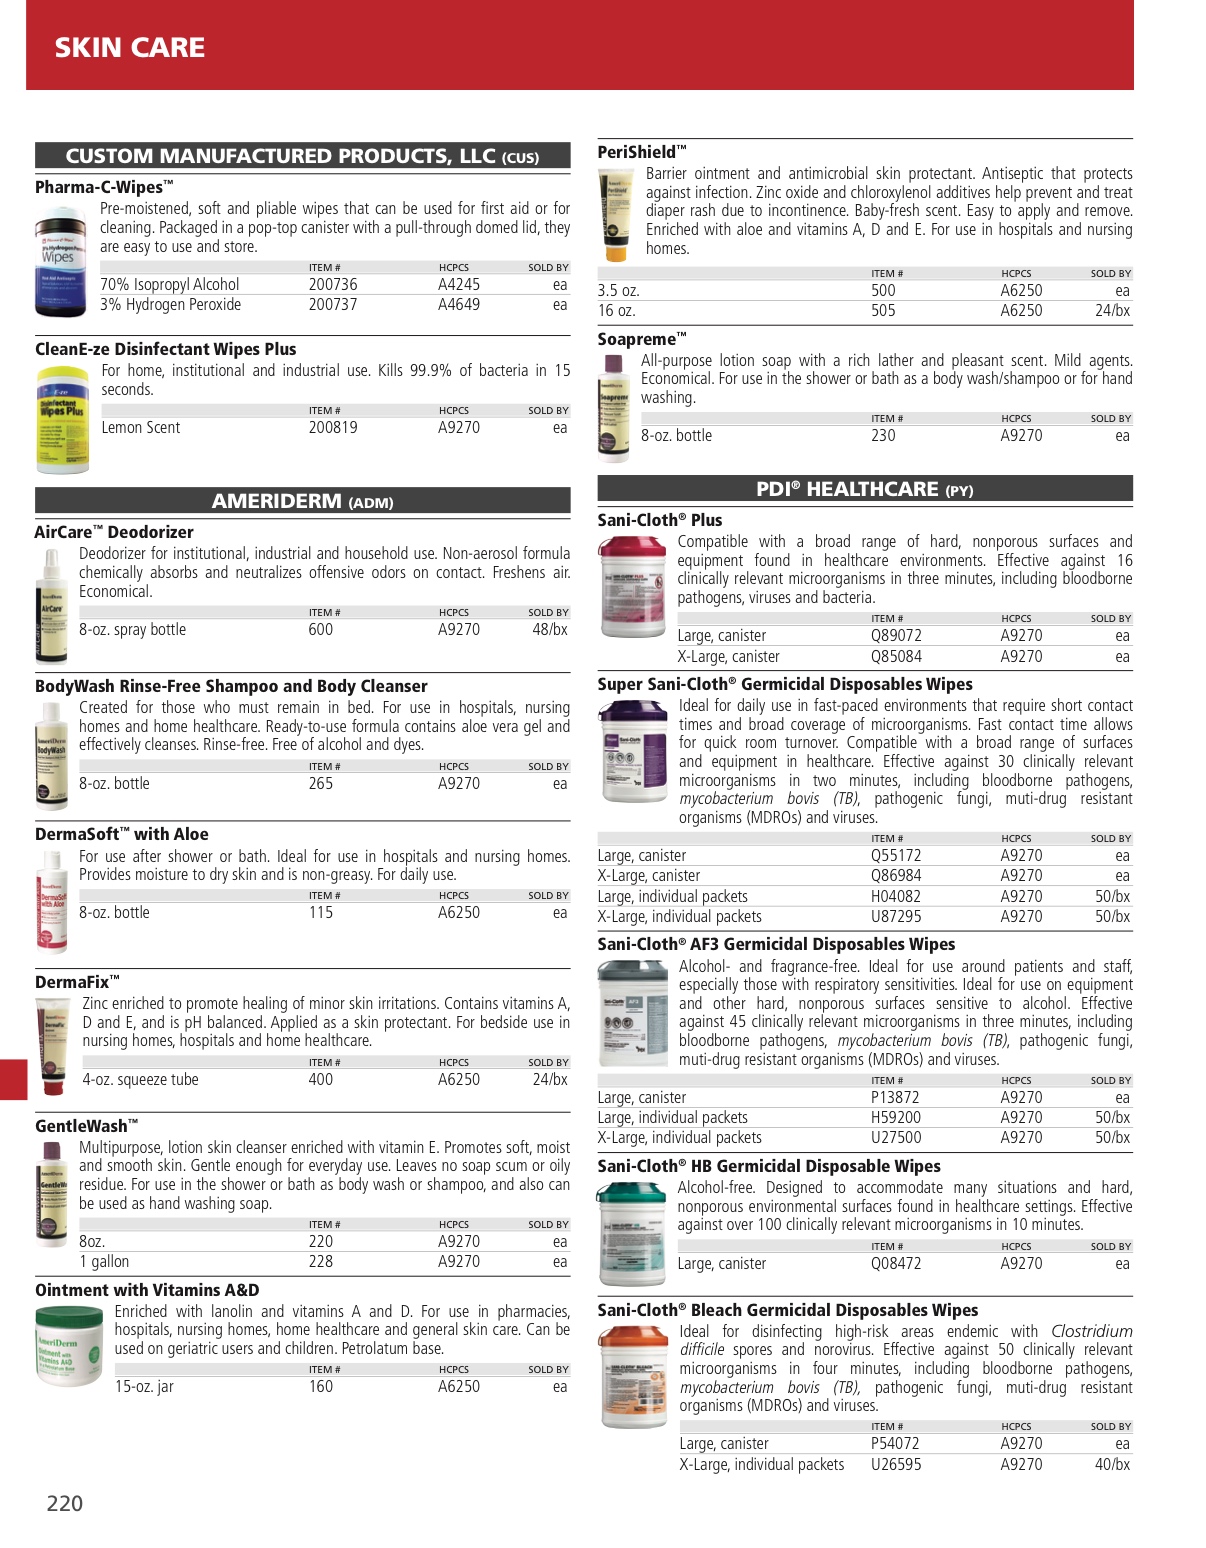 SKIN CARE
CUSTOM MANUFACTURED PRODUCTS, LLC (CUS)
Pharma-C-Wipes™
Pre-moistened, soft and pliable wipes that can be used for first aid or for
cleaning. Packaged in a pop-top canister with a pull-through domed lid, they
are easy to use and store.
ITEM # HCPCS SOLD BY
70% Isopropyl Alcohol 200736 A4245 ea
3% Hydrogen Peroxide 200737 A4649 ea
CleanE-ze Disinfectant Wipes Plus
For home, institutional and industrial use. Kills 99.9% of bacteria in 15
seconds.
ITEM # HCPCS SOLD BY
Lemon Scent 200819 A9270 ea
AMERIDERM (ADM)
AirCare™ Deodorizer
Deodorizer for institutional, industrial and household use. Non-aerosol formula
chemically absorbs and neutralizes offensive odors on contact. Freshens air.
Economical.
ITEM # HCPCS SOLD BY
8-oz. spray bottle 600 A9270 48/bx
BodyWash Rinse-Free Shampoo and Body Cleanser
Created for those who must remain in bed. For use in hospitals, nursing
homes and home healthcare. Ready-to-use formula contains aloe vera gel and
effectively cleanses. Rinse-free. Free of alcohol and dyes.
ITEM # HCPCS SOLD BY
8-oz. bottle 265 A9270 ea
DermaSoft™ with Aloe
For use after shower or bath. Ideal for use in hospitals and nursing homes.
Provides moisture to dry skin and is non-greasy. For daily use.
ITEM # HCPCS SOLD BY
8-oz. bottle 115 A6250 ea
DermaFix™
Zinc enriched to promote healing of minor skin irritations. Contains vitamins A,
D and E, and is pH balanced. Applied as a skin protectant. For bedside use in
nursing homes, hospitals and home healthcare.
ITEM # HCPCS SOLD BY
4-oz. squeeze tube 400 A6250 24/bx
GentleWash™
Multipurpose, lotion skin cleanser enriched with vitamin E. Promotes soft, moist
and smooth skin. Gentle enough for everyday use. Leaves no soap scum or oily
residue. For use in the shower or bath as body wash or shampoo, and also can
be used as hand washing soap.
ITEM # HCPCS SOLD BY
8oz. 220 A9270 ea
1 gallon 228 A9270 ea
Ointment with Vitamins A&D
Enriched with lanolin and vitamins A and D. For use in pharmacies,
hospitals, nursing homes, home healthcare and general skin care. Can be
used on geriatric users and children. Petrolatum base.
ITEM # HCPCS SOLD BY
15-oz. jar 160 A6250 ea
PeriShield™
Barrier ointment and antimicrobial skin protectant. Antiseptic that protects
against infection. Zinc oxide and chloroxylenol additives help prevent and treat
diaper rash due to incontinence. Baby-fresh scent. Easy to apply and remove.
Enriched with aloe and vitamins A, D and E. For use in hospitals and nursing
homes.
ITEM # HCPCS SOLD BY
3.5 oz. 500 A6250 ea
16 oz. 505 A6250 24/bx
Soapreme™
All-purpose lotion soap with a rich lather and pleasant scent. Mild agents.
Economical. For use in the shower or bath as a body wash/shampoo or for hand
washing.
ITEM # HCPCS SOLD BY
8-oz. bottle 230 A9270 ea
PDI® HEALTHCARE (PY)
Sani-Cloth® Plus
Compatible with a broad range of hard, nonporous surfaces and
equipment found in healthcare environments. Effective against 16
clinically relevant microorganisms in three minutes, including bloodborne
pathogens, viruses and bacteria.
ITEM # HCPCS SOLD BY
Large, canister Q89072 A9270 ea
X-Large, canister Q85084 A9270 ea
Super Sani-Cloth® Germicidal Disposables Wipes
Ideal for daily use in fast-paced environments that require short contact
times and broad coverage of microorganisms. Fast contact time allows
for quick room turnover. Compatible with a broad range of surfaces
and equipment in healthcare. Effective against 30 clinically relevant
microorganisms in two minutes, including bloodborne pathogens,
mycobacterium bovis (TB), pathogenic fungi, muti-drug resistant
organisms (MDROs) and viruses.
ITEM # HCPCS SOLD BY
Large, canister Q55172 A9270 ea
X-Large, canister Q86984 A9270 ea
Large, individual packets H04082 A9270 50/bx
X-Large, individual packets U87295 A9270 50/bx
Sani-Cloth® AF3 Germicidal Disposables Wipes
Alcohol- and fragrance-free. Ideal for use around patients and staff,
especially those with respiratory sensitivities. Ideal for use on equipment
and other hard, nonporous surfaces sensitive to alcohol. Effective
against 45 clinically relevant microorganisms in three minutes, including
bloodborne pathogens, mycobacterium bovis (TB), pathogenic fungi,
muti-drug resistant organisms (MDROs) and viruses.
ITEM # HCPCS SOLD BY
Large, canister P13872 A9270 ea
Large, individual packets H59200 A9270 50/bx
X-Large, individual packets U27500 A9270 50/bx
Sani-Cloth® HB Germicidal Disposable Wipes
Alcohol-free. Designed to accommodate many situations and hard,
nonporous environmental surfaces found in healthcare settings. Effective
against over 100 clinically relevant microorganisms in 10 minutes.
ITEM # HCPCS SOLD BY
Large, canister Q08472 A9270 ea
Sani-Cloth® Bleach Germicidal Disposables Wipes
Ideal for disinfecting high-risk areas endemic with Clostridium
difficile spores and norovirus. Effective against 50 clinically relevant
microorganisms in four minutes, including bloodborne pathogens,
mycobacterium bovis (TB), pathogenic fungi, muti-drug resistant
organisms (MDROs) and viruses.
ITEM # HCPCS SOLD BY
Large, canister P54072 A9270 ea
X-Large, individual packets U26595 A9270 40/bx
220